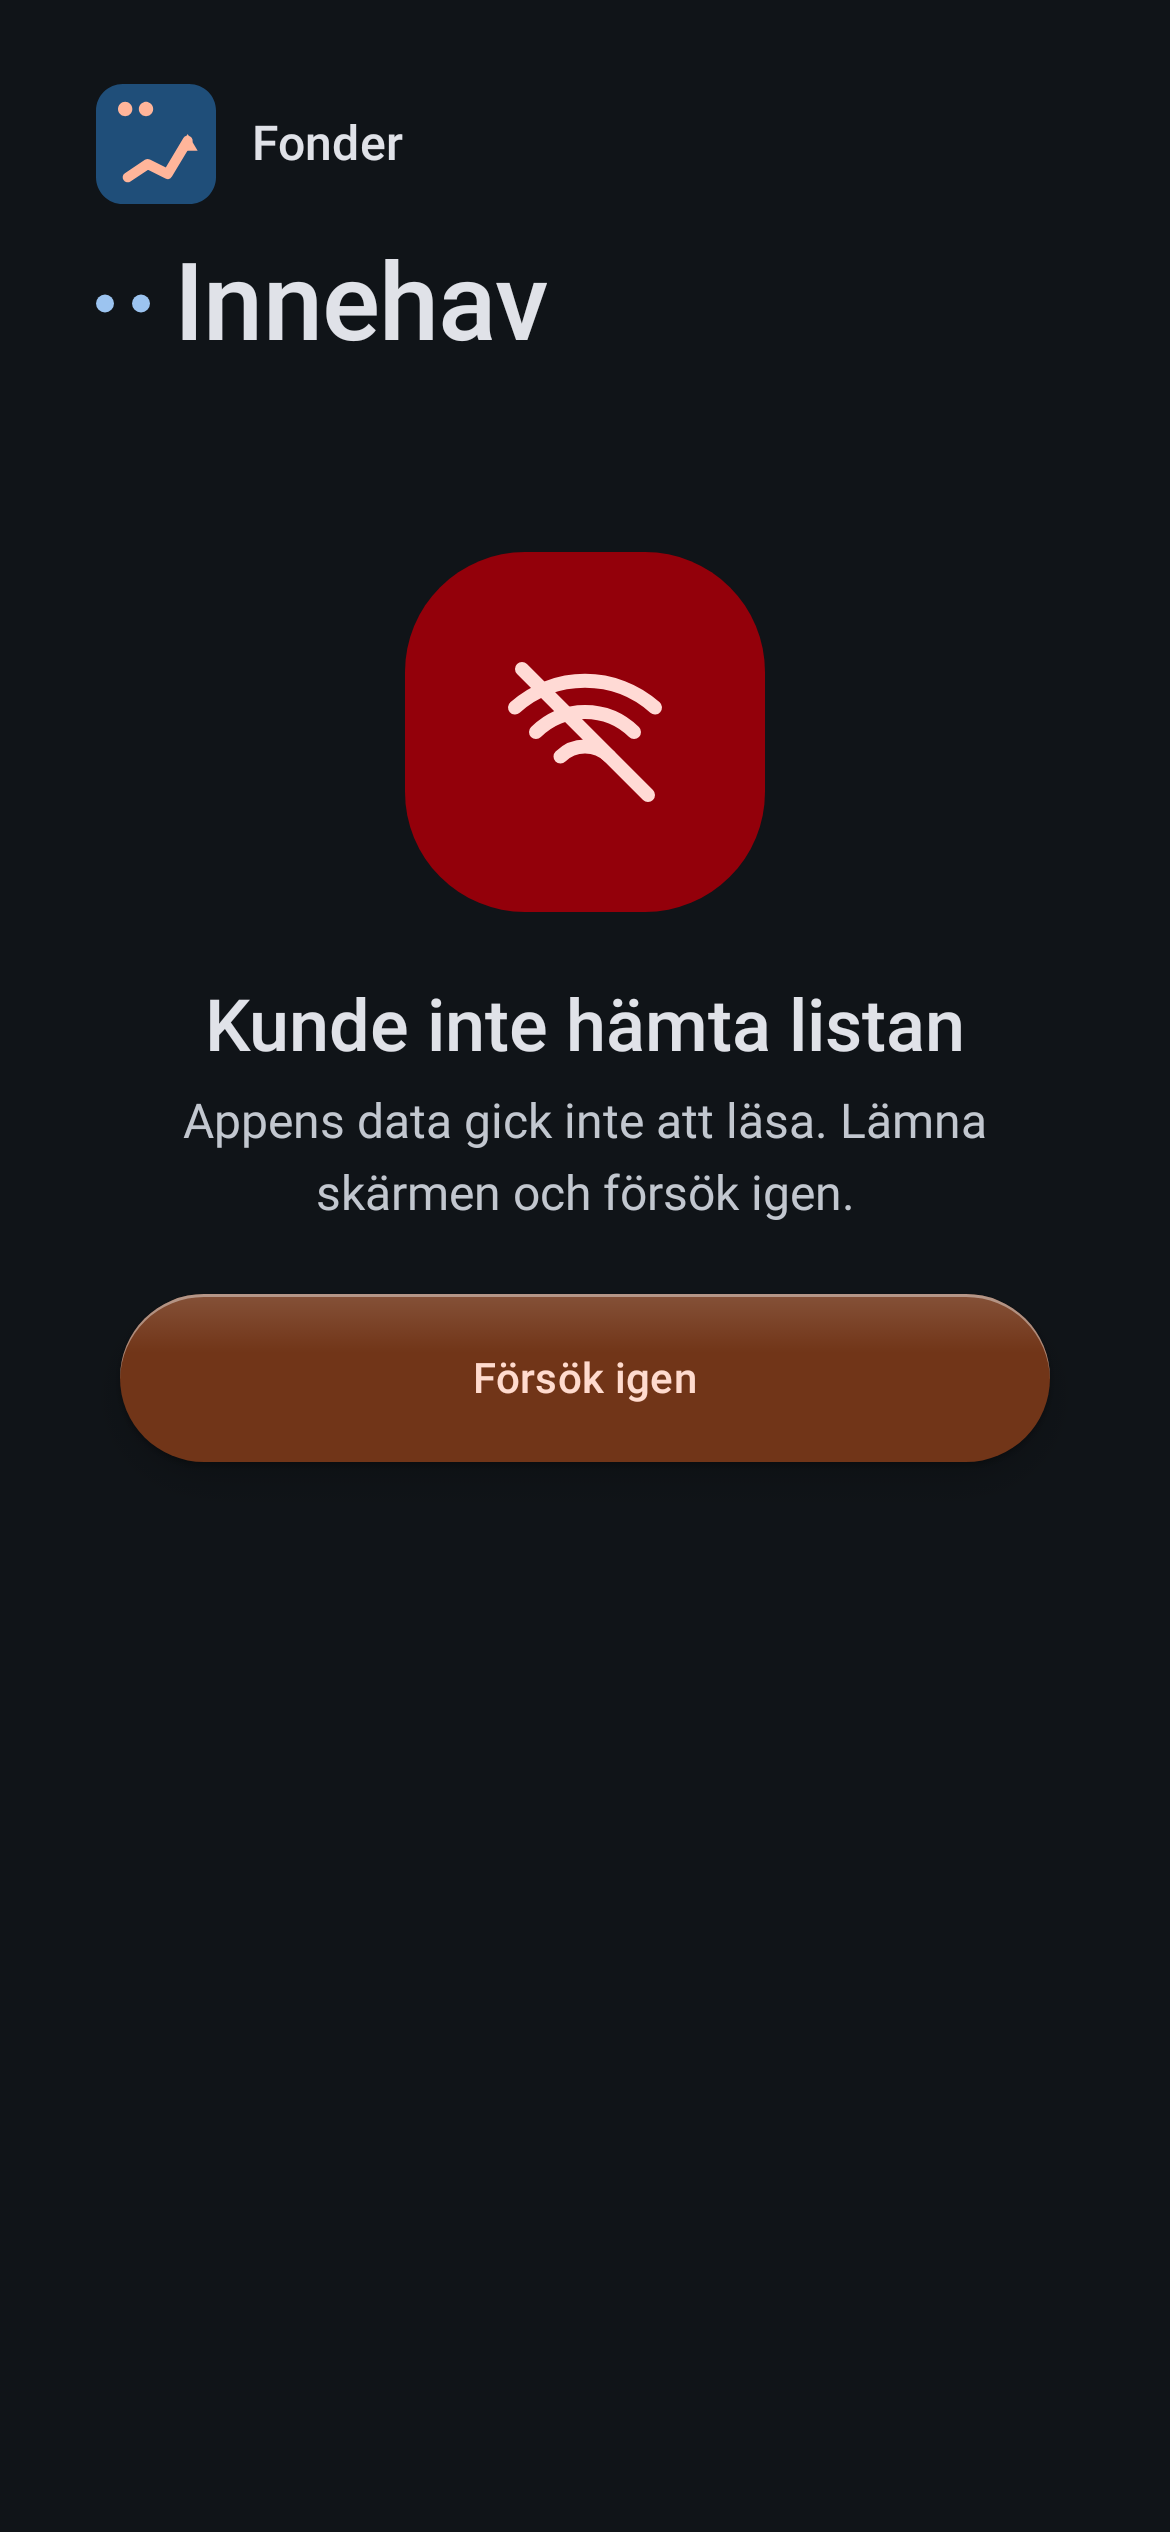 Fonder
Innehav
Kunde inte hämta listan
Appens data gick inte att läsa. Lämna
skärmen och försök igen.
Försök igen